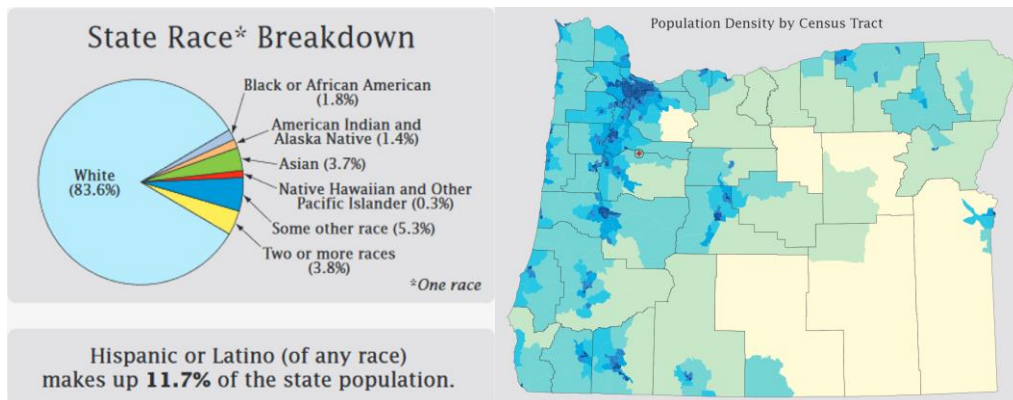 State Race* Breakdown
Black or African American
(1.8%)
American Indian and
Alaska Native (1.4%)
Asian (3.7%)
Native Hawaiian and Other
Pacific Islander (0.3%)
Some other race (5.3%)
Two or more races
(3.8%)
White
(83.6%)
*One race
Hispanic or Latino (of any race)
makes up 11.7% of the state population.
Population Density by Census Tract